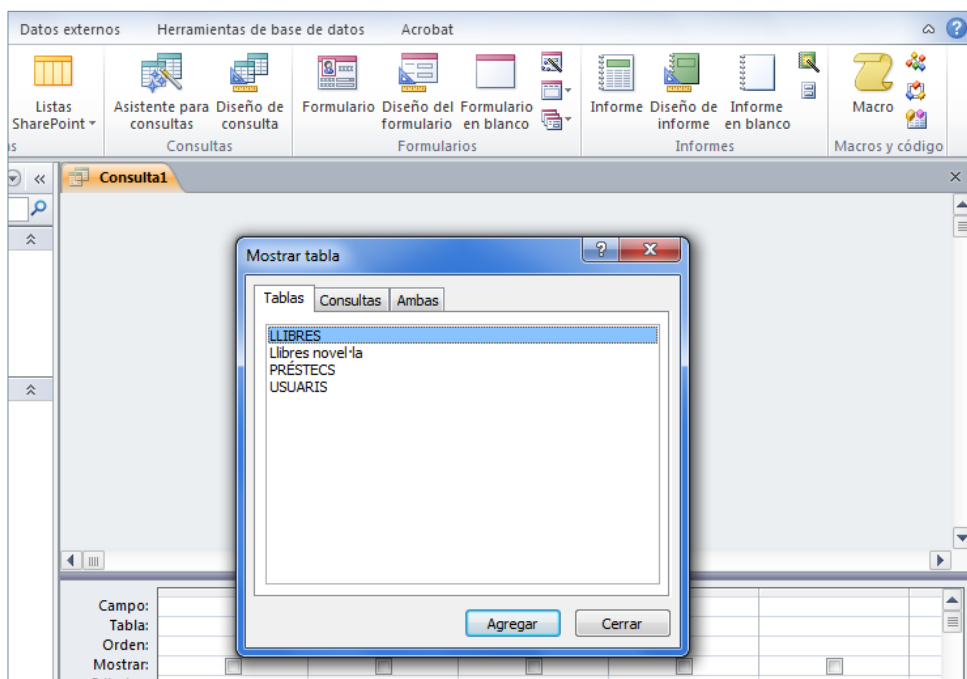 Datos externos Herramientas de base de datos Acrobat
Listas SharePoint
Asistente para consultas
Diseño de consulta
Formulario
Diseño del formulario
Formulario en blanco
Informe
Diseño de informe
Informe en blanco
Macro
Consultas Formularios Informes Macros y código
Consulta1
Mostrar tabla
Tablas Consultas Ambas
LLIBRES
Llibres novel·la
PRÉSTECS
USUARIS
Agregar Cerrar
Campo:
Tabla:
Orden:
Mostrar: